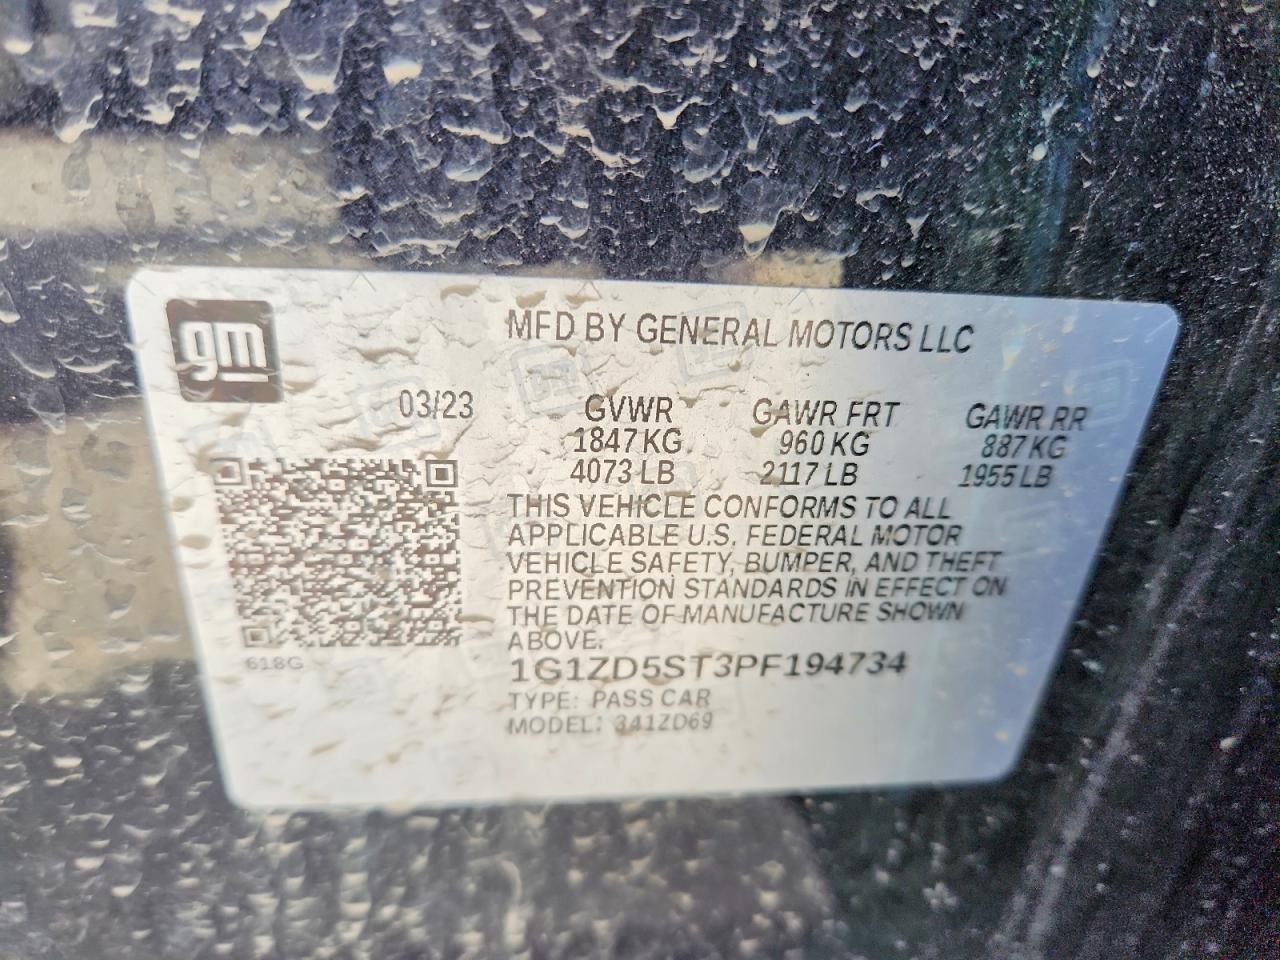 gm
MFD BY GENERAL MOTORS LLC
03/23 GVWR GAWR FRT GAWR RR
1847 KG 960 KG 887 KG
4073 LB 2117 LB 1955 LB
THIS VEHICLE CONFORMS TO ALL
APPLICABLE U.S. FEDERAL MOTOR
VEHICLE SAFETY, BUMPER, AND THEFT
PREVENTION STANDARDS IN EFFECT ON
THE DATE OF MANUFACTURE SHOWN
ABOVE.
618G
1G1ZD5ST3PF194734
TYPE: PASS CAR
MODEL: 341ZD69